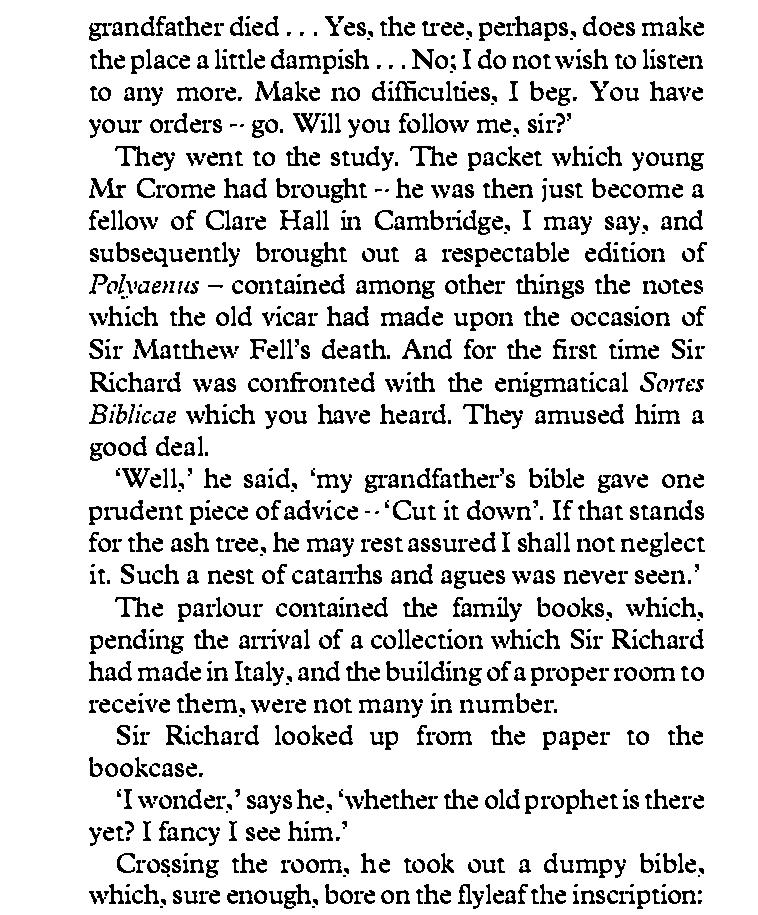 grandfather died . . . Yes, the tree, perhaps, does make
the place a little dampish . . . No; I do not wish to listen
to any more. Make no difficulties, I beg. You have
your orders -- go. Will you follow me, sir?’
They went to the study. The packet which young
Mr Crome had brought -- he was then just become a
fellow of Clare Hall in Cambridge, I may say, and
subsequently brought out a respectable edition of
Polyaenus – contained among other things the notes
which the old vicar had made upon the occasion of
Sir Matthew Fell’s death. And for the first time Sir
Richard was confronted with the enigmatical Sortes
Biblicae which you have heard. They amused him a
good deal.
‘Well,’ he said, ‘my grandfather’s bible gave one
prudent piece of advice -- ‘Cut it down’. If that stands
for the ash tree, he may rest assured I shall not neglect
it. Such a nest of catarrhs and agues was never seen.’
The parlour contained the family books, which,
pending the arrival of a collection which Sir Richard
had made in Italy, and the building of a proper room to
receive them, were not many in number.
Sir Richard looked up from the paper to the
bookcase.
‘I wonder,’ says he, ‘whether the old prophet is there
yet? I fancy I see him.’
Crossing the room, he took out a dumpy bible,
which, sure enough, bore on the flyleaf the inscription: